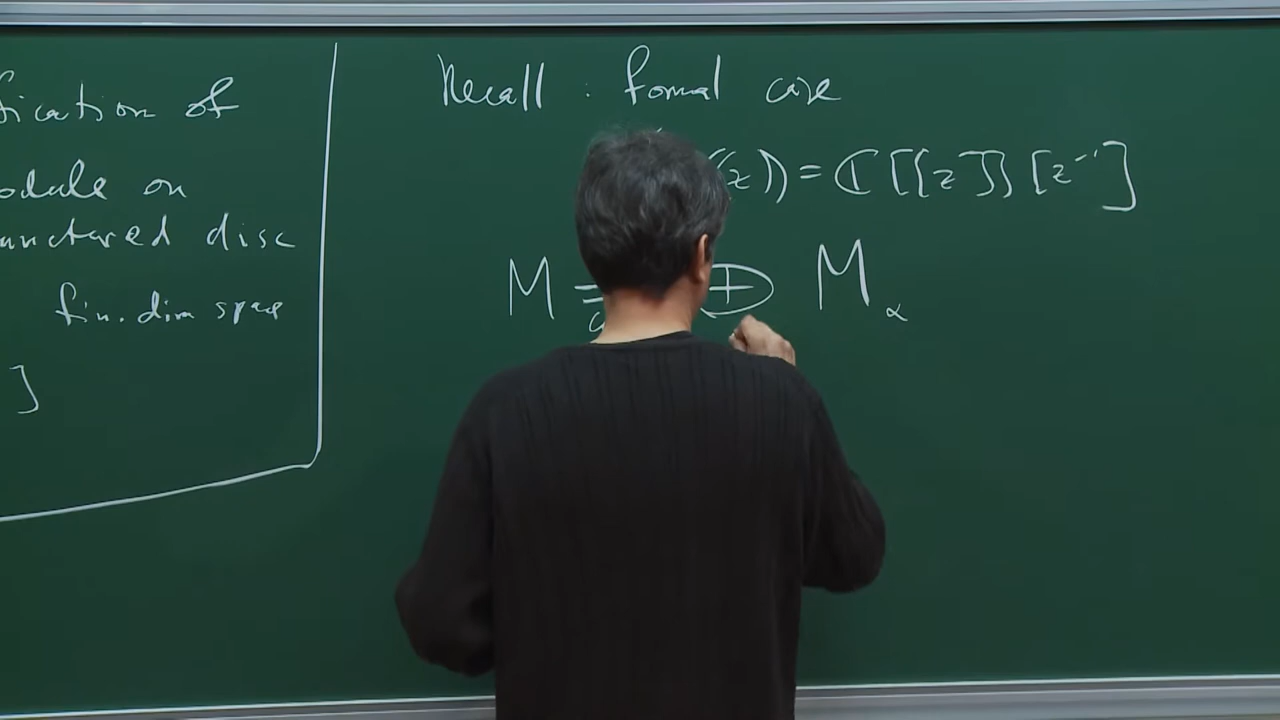 fication of
odule on
unctured disc
fin. dim space
]
Recall : formal case
(z)) = ℂ[[z]][z⁻¹]
M = ⊕ M_α